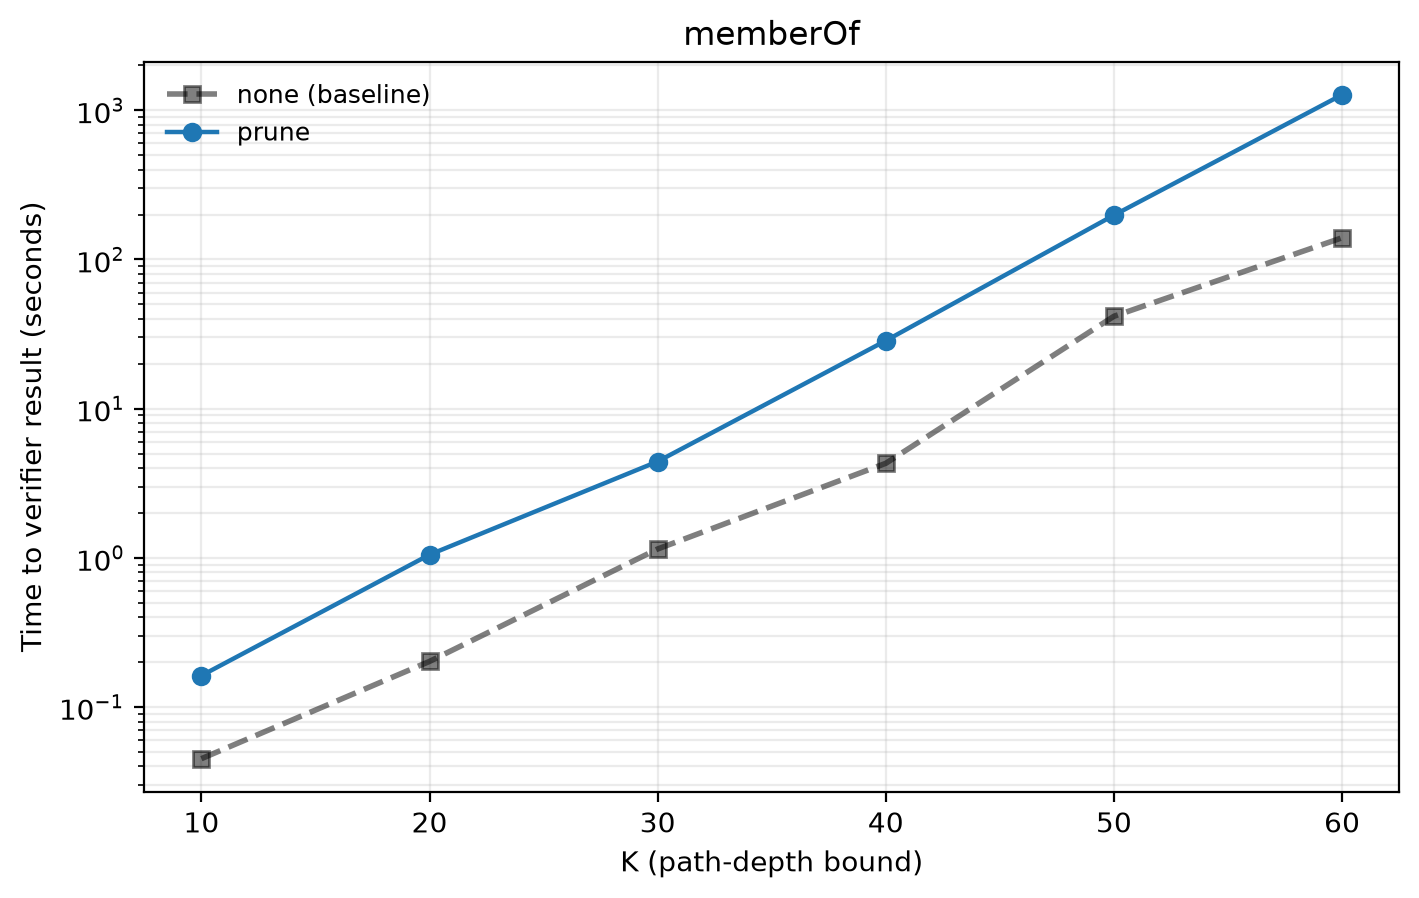 memberOf
none (baseline)
prune
Time to verifier result (seconds)
10³
10²
10¹
10⁰
10⁻¹
10 20 30 40 50 60
K (path-depth bound)